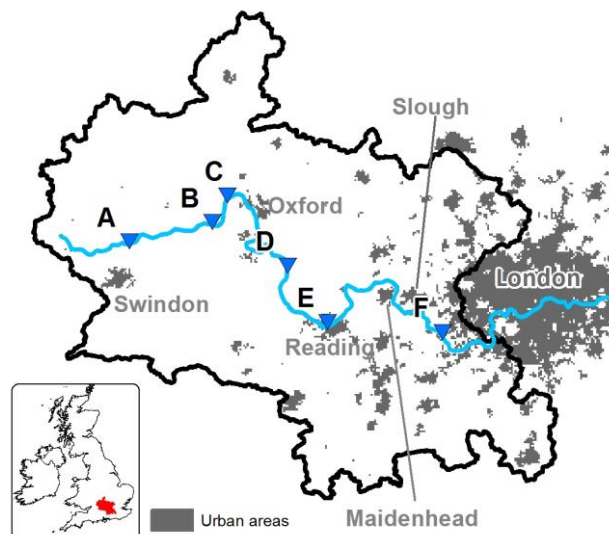 Slough
C
B
Oxford
A
D
London
E
F
Swindon
Reading
Urban areas
Maidenhead